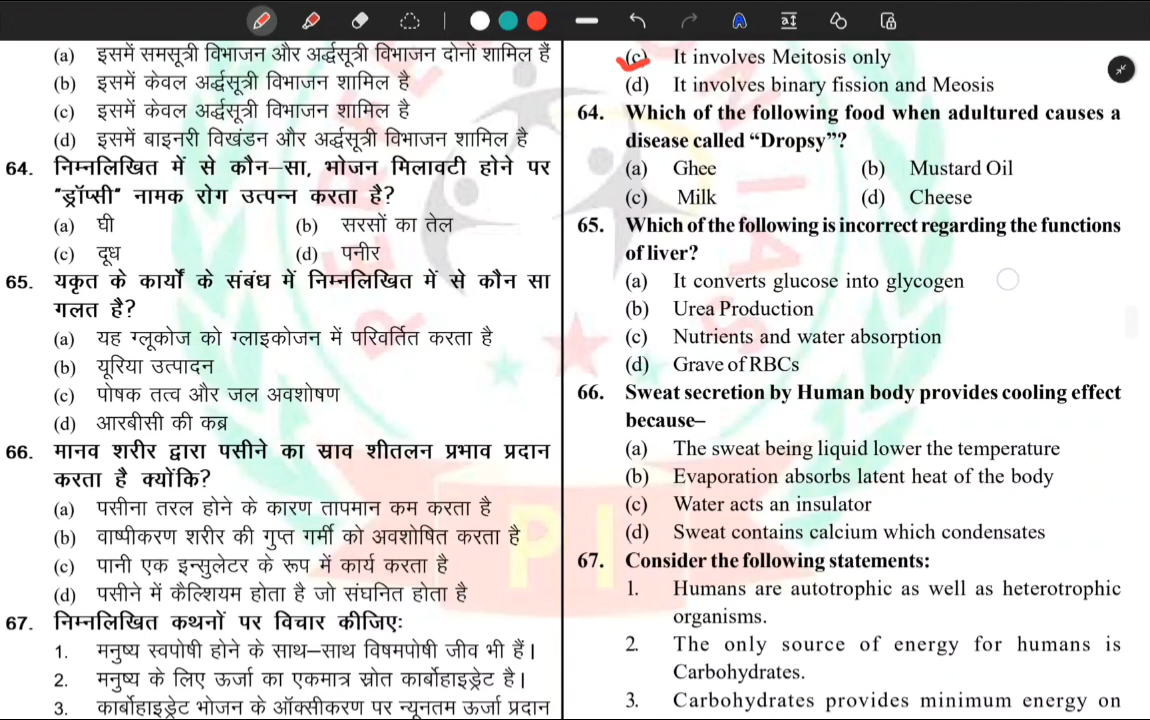 (a) इसमें समसूत्री विभाजन और अर्द्धसूत्री विभाजन दोनों शामिल हैं
(b) इसमें केवल अर्द्धसूत्री विभाजन शामिल है
(c) इसमें केवल अर्द्धसूत्री विभाजन शामिल है
(d) इसमें बाइनरी विखंडन और अर्द्धसूत्री विभाजन शामिल है
64. निम्नलिखित में से कौन–सा, भोजन मिलावटी होने पर
"ड्रॉप्सी" नामक रोग उत्पन्न करता है?
(a) घी (b) सरसों का तेल
(c) दूध (d) पनीर
65. यकृत के कार्यों के संबंध में निम्नलिखित में से कौन सा
गलत है?
(a) यह ग्लूकोज को ग्लाइकोजन में परिवर्तित करता है
(b) यूरिया उत्पादन
(c) पोषक तत्व और जल अवशोषण
(d) आरबीसी की कब्र
66. मानव शरीर द्वारा पसीने का स्राव शीतलन प्रभाव प्रदान
करता है क्योंकि?
(a) पसीना तरल होने के कारण तापमान कम करता है
(b) वाष्पीकरण शरीर की गुप्त गर्मी को अवशोषित करता है
(c) पानी एक इन्सुलेटर के रूप में कार्य करता है
(d) पसीने में कैल्शियम होता है जो संघनित होता है
67. निम्नलिखित कथनों पर विचार कीजिएः
1. मनुष्य स्वपोषी होने के साथ–साथ विषमपोषी जीव भी हैं।
2. मनुष्य के लिए ऊर्जा का एकमात्र स्रोत कार्बोहाइड्रेट है।
3. कार्बोहाइड्रेट भोजन के ऑक्सीकरण पर न्यूनतम ऊर्जा प्रदान
(c) It involves Meitosis only
(d) It involves binary fission and Meosis
64. Which of the following food when adultured causes a
disease called “Dropsy”?
(a) Ghee (b) Mustard Oil
(c) Milk (d) Cheese
65. Which of the following is incorrect regarding the functions
of liver?
(a) It converts glucose into glycogen
(b) Urea Production
(c) Nutrients and water absorption
(d) Grave of RBCs
66. Sweat secretion by Human body provides cooling effect
because–
(a) The sweat being liquid lower the temperature
(b) Evaporation absorbs latent heat of the body
(c) Water acts an insulator
(d) Sweat contains calcium which condensates
67. Consider the following statements:
1. Humans are autotrophic as well as heterotrophic
organisms.
2. The only source of energy for humans is
Carbohydrates.
3. Carbohydrates provides minimum energy on